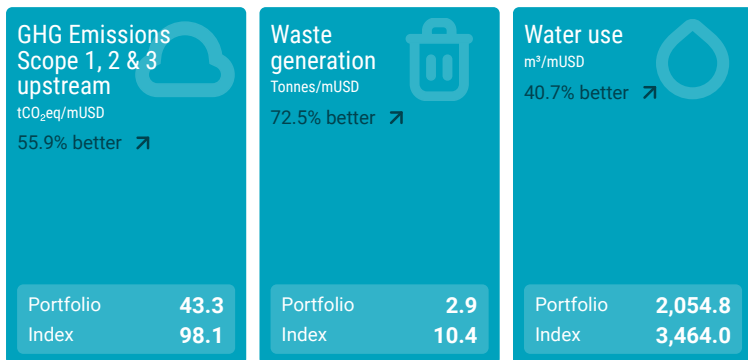 GHG Emissions
Scope 1, 2 & 3
upstream
tCO₂eq/mUSD
55.9% better
Portfolio 43.3
Index 98.1
Waste
generation
Tonnes/mUSD
72.5% better
Portfolio 2.9
Index 10.4
Water use
m³/mUSD
40.7% better
Portfolio 2,054.8
Index 3,464.0